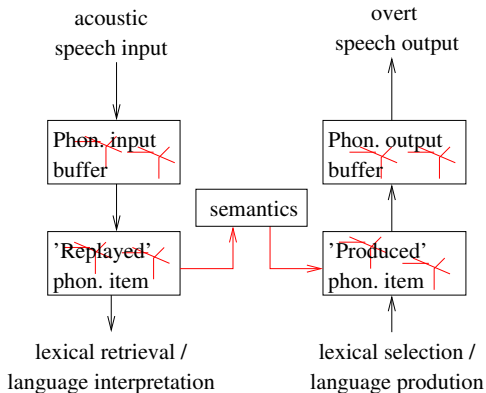 acoustic
speech input
Phon. input
buffer
'Replayed'
phon. item
lexical retrieval /
language interpretation
semantics
overt
speech output
Phon. output
buffer
'Produced'
phon. item
lexical selection /
language prodution